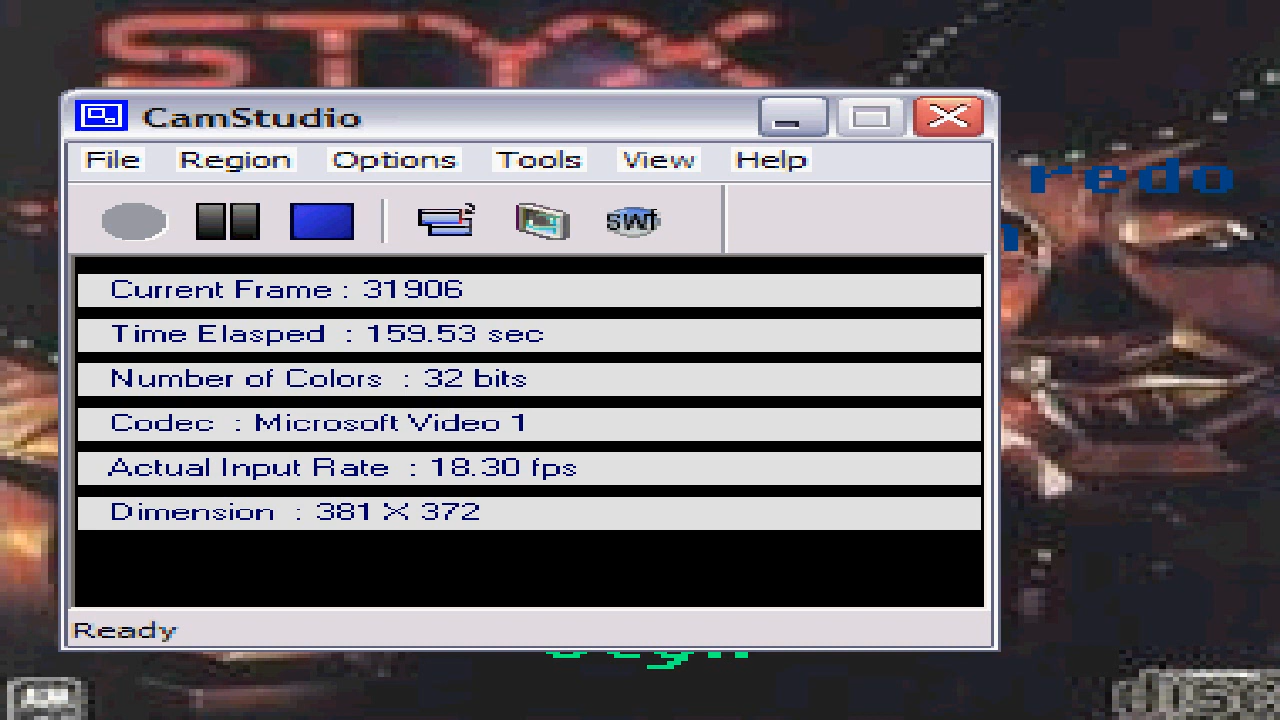 STYX
CamStudio
File Region Options Tools View Help
redo
swf
Current Frame : 31906
Time Elasped : 159.53 sec
Number of Colors : 32 bits
Codec : Microsoft Video 1
Actual Input Rate : 18.30 fps
Dimension : 381 X 372
Ready
disc